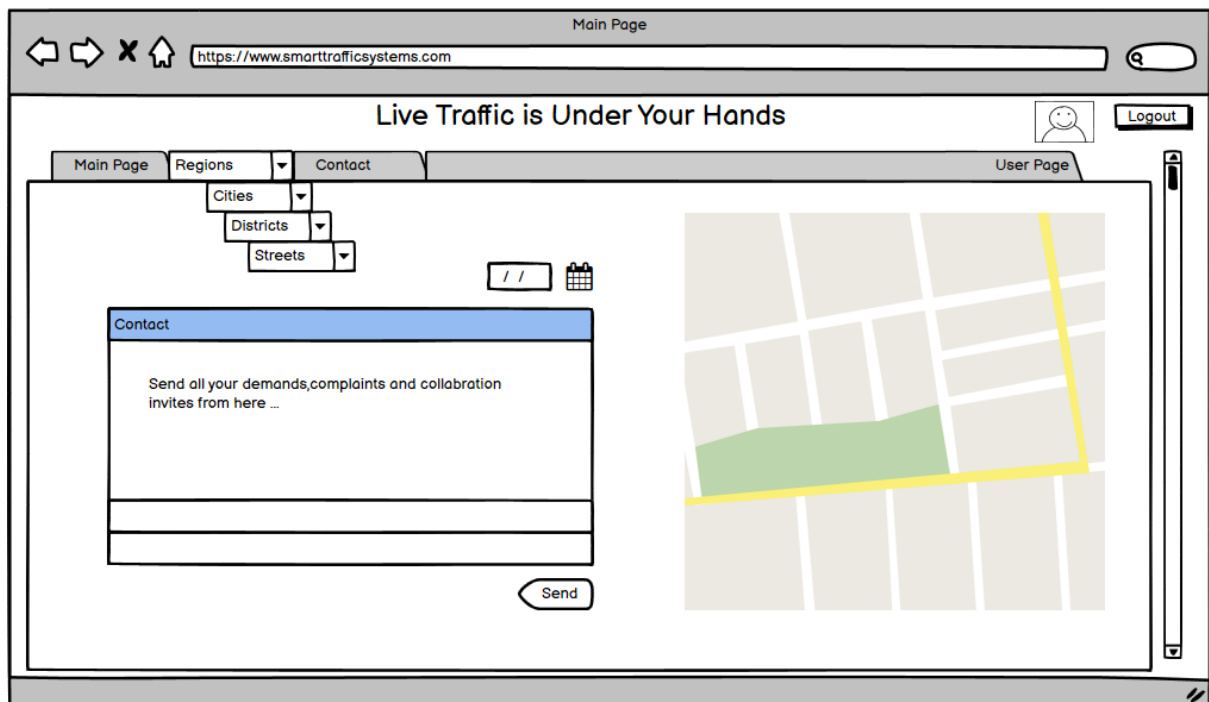 Main Page
https://www.smarttrafficsystems.com
Live Traffic is Under Your Hands
Logout
Main Page
Regions
Contact
User Page
Cities
Districts
Streets
/ /
Contact
Send all your demands,complaints and collabration
invites from here ...
Send